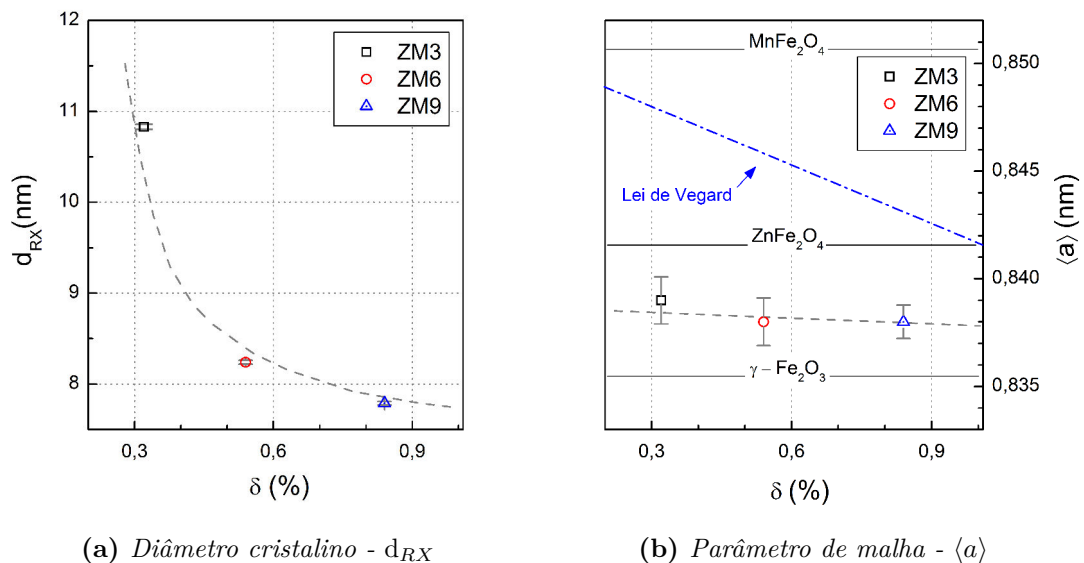 12
11
10
9
8
d_RX(nm)
ZM3
ZM6
ZM9
0,3 0,6 0,9
δ (%)
(a) Diâmetro cristalino - d_RX
MnFe₂O₄
ZM3
ZM6
ZM9
Lei de Vegard
ZnFe₂O₄
γ – Fe₂O₃
0,850
0,845
0,840
0,835
⟨a⟩ (nm)
0,3 0,6 0,9
δ (%)
(b) Parâmetro de malha - ⟨a⟩